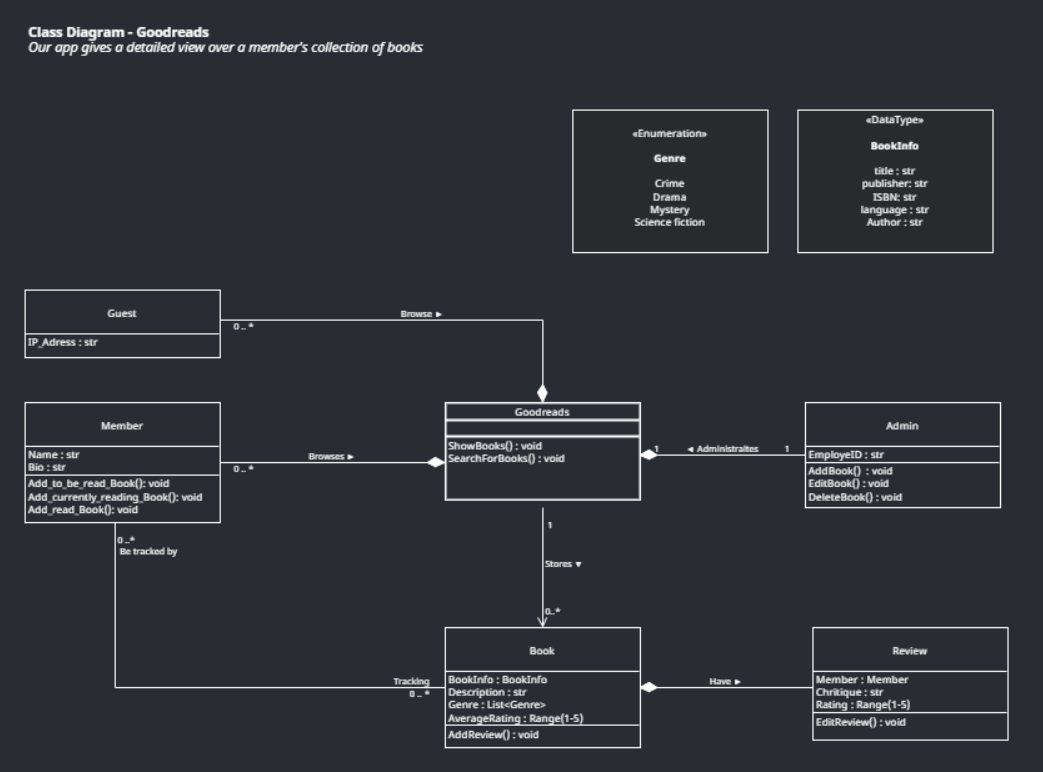 Class Diagram - Goodreads
Our app gives a detailed view over a member's collection of books
«Enumeration»
Genre
Crime
Drama
Mystery
Science fiction
«DataType»
BookInfo
title : str
publisher: str
ISBN: str
language : str
Author : str
Guest
IP_Adress : str
0 .. *
Browse ►
Member
Name : str
Bio : str
Add_to_be_read_Book(): void
Add_currently_reading_Book(): void
Add_read_Book(): void
0 .. *
Browses ►
Goodreads
ShowBooks() : void
SearchForBooks() : void
1
◄ Administraites
1
Admin
EmployeID : str
AddBook() : void
EditBook() : void
DeleteBook() : void
0 ..*
Be tracked by
1
Stores ▼
0..*
Tracking
0 .. *
Book
BookInfo : BookInfo
Description : str
Genre : List<Genre>
AverageRating : Range(1-5)
AddReview() : void
Have ►
Review
Member : Member
Chritique : str
Rating : Range(1-5)
EditReview() : void